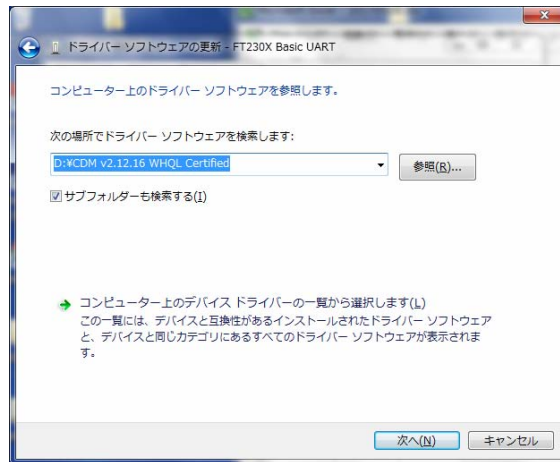 ドライバー ソフトウェアの更新 - FT230X Basic UART
コンピューター上のドライバー ソフトウェアを参照します。
次の場所でドライバー ソフトウェアを検索します:
D:¥CDM v2.12.16 WHQL Certified
参照(R)...
サブフォルダーも検索する(I)
コンピューター上のデバイス ドライバーの一覧から選択します(L)
この一覧には、デバイスと互換性があるインストールされたドライバー ソフトウェア
と、デバイスと同じカテゴリにあるすべてのドライバー ソフトウェアが表示されま
す。
次へ(N)
キャンセル